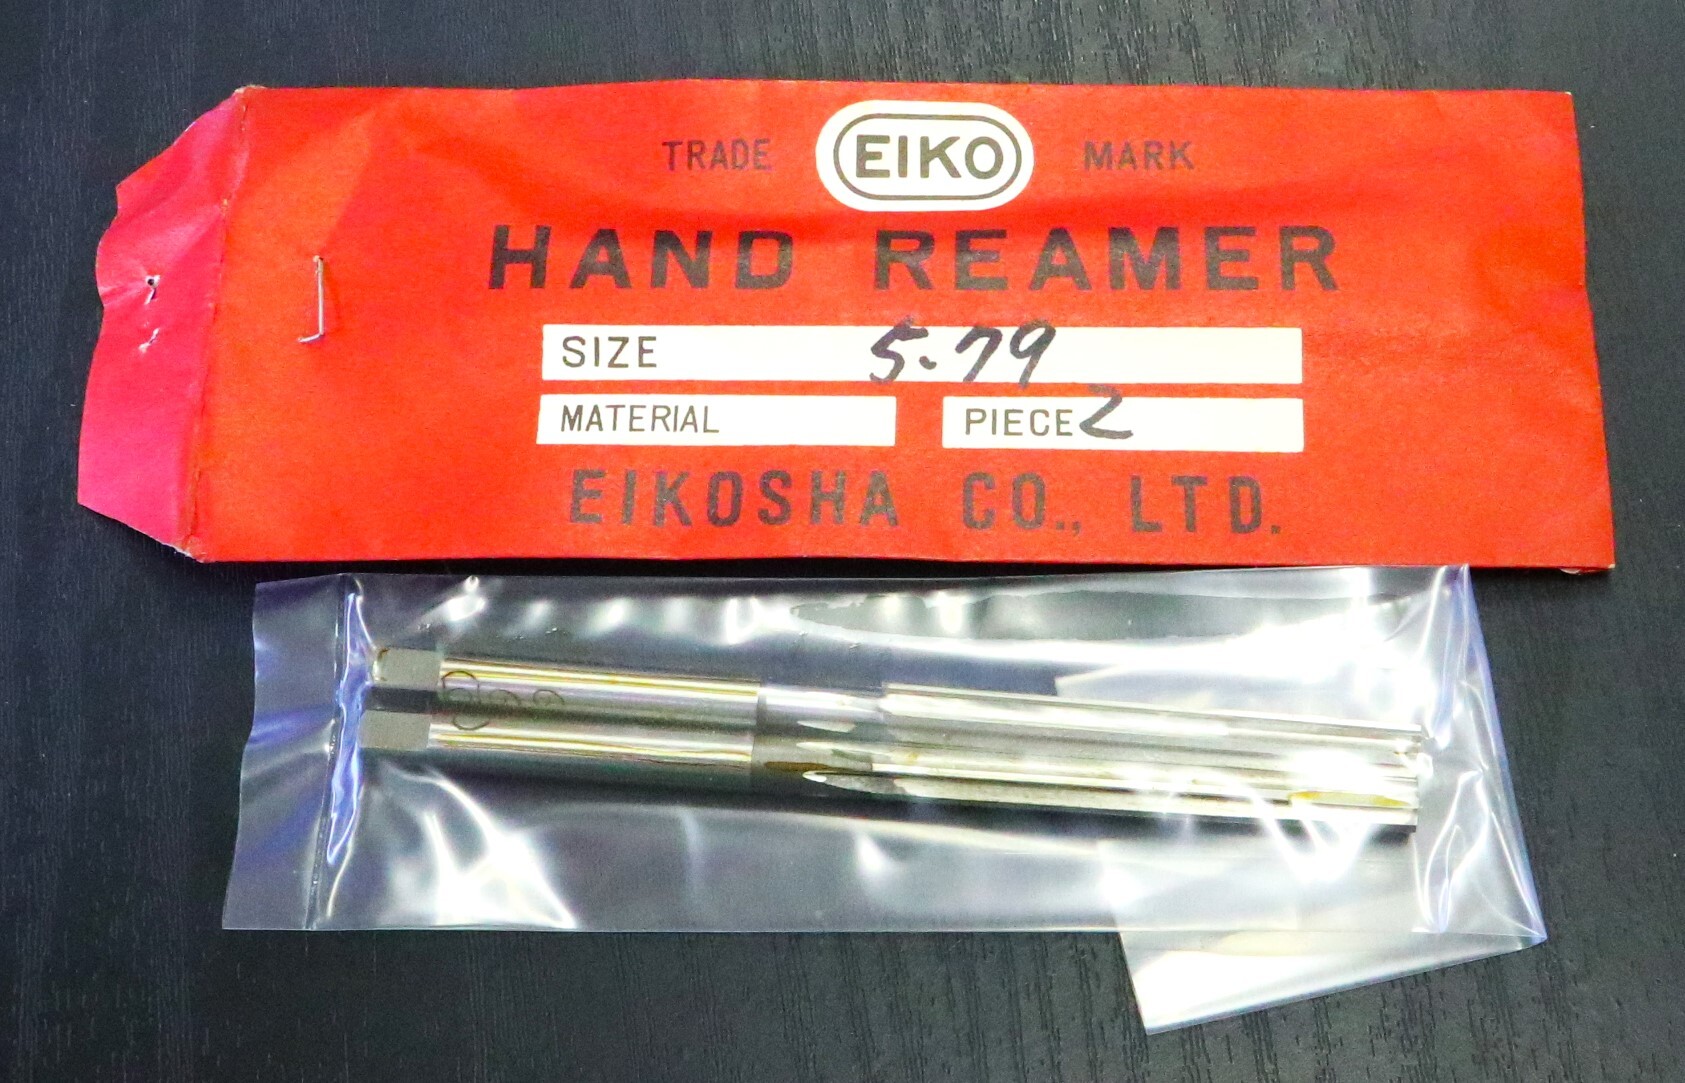 TRADE EIKO MARK
HAND REAMER
SIZE 5.79
MATERIAL PIECE 2
EIKOSHA CO., LTD.